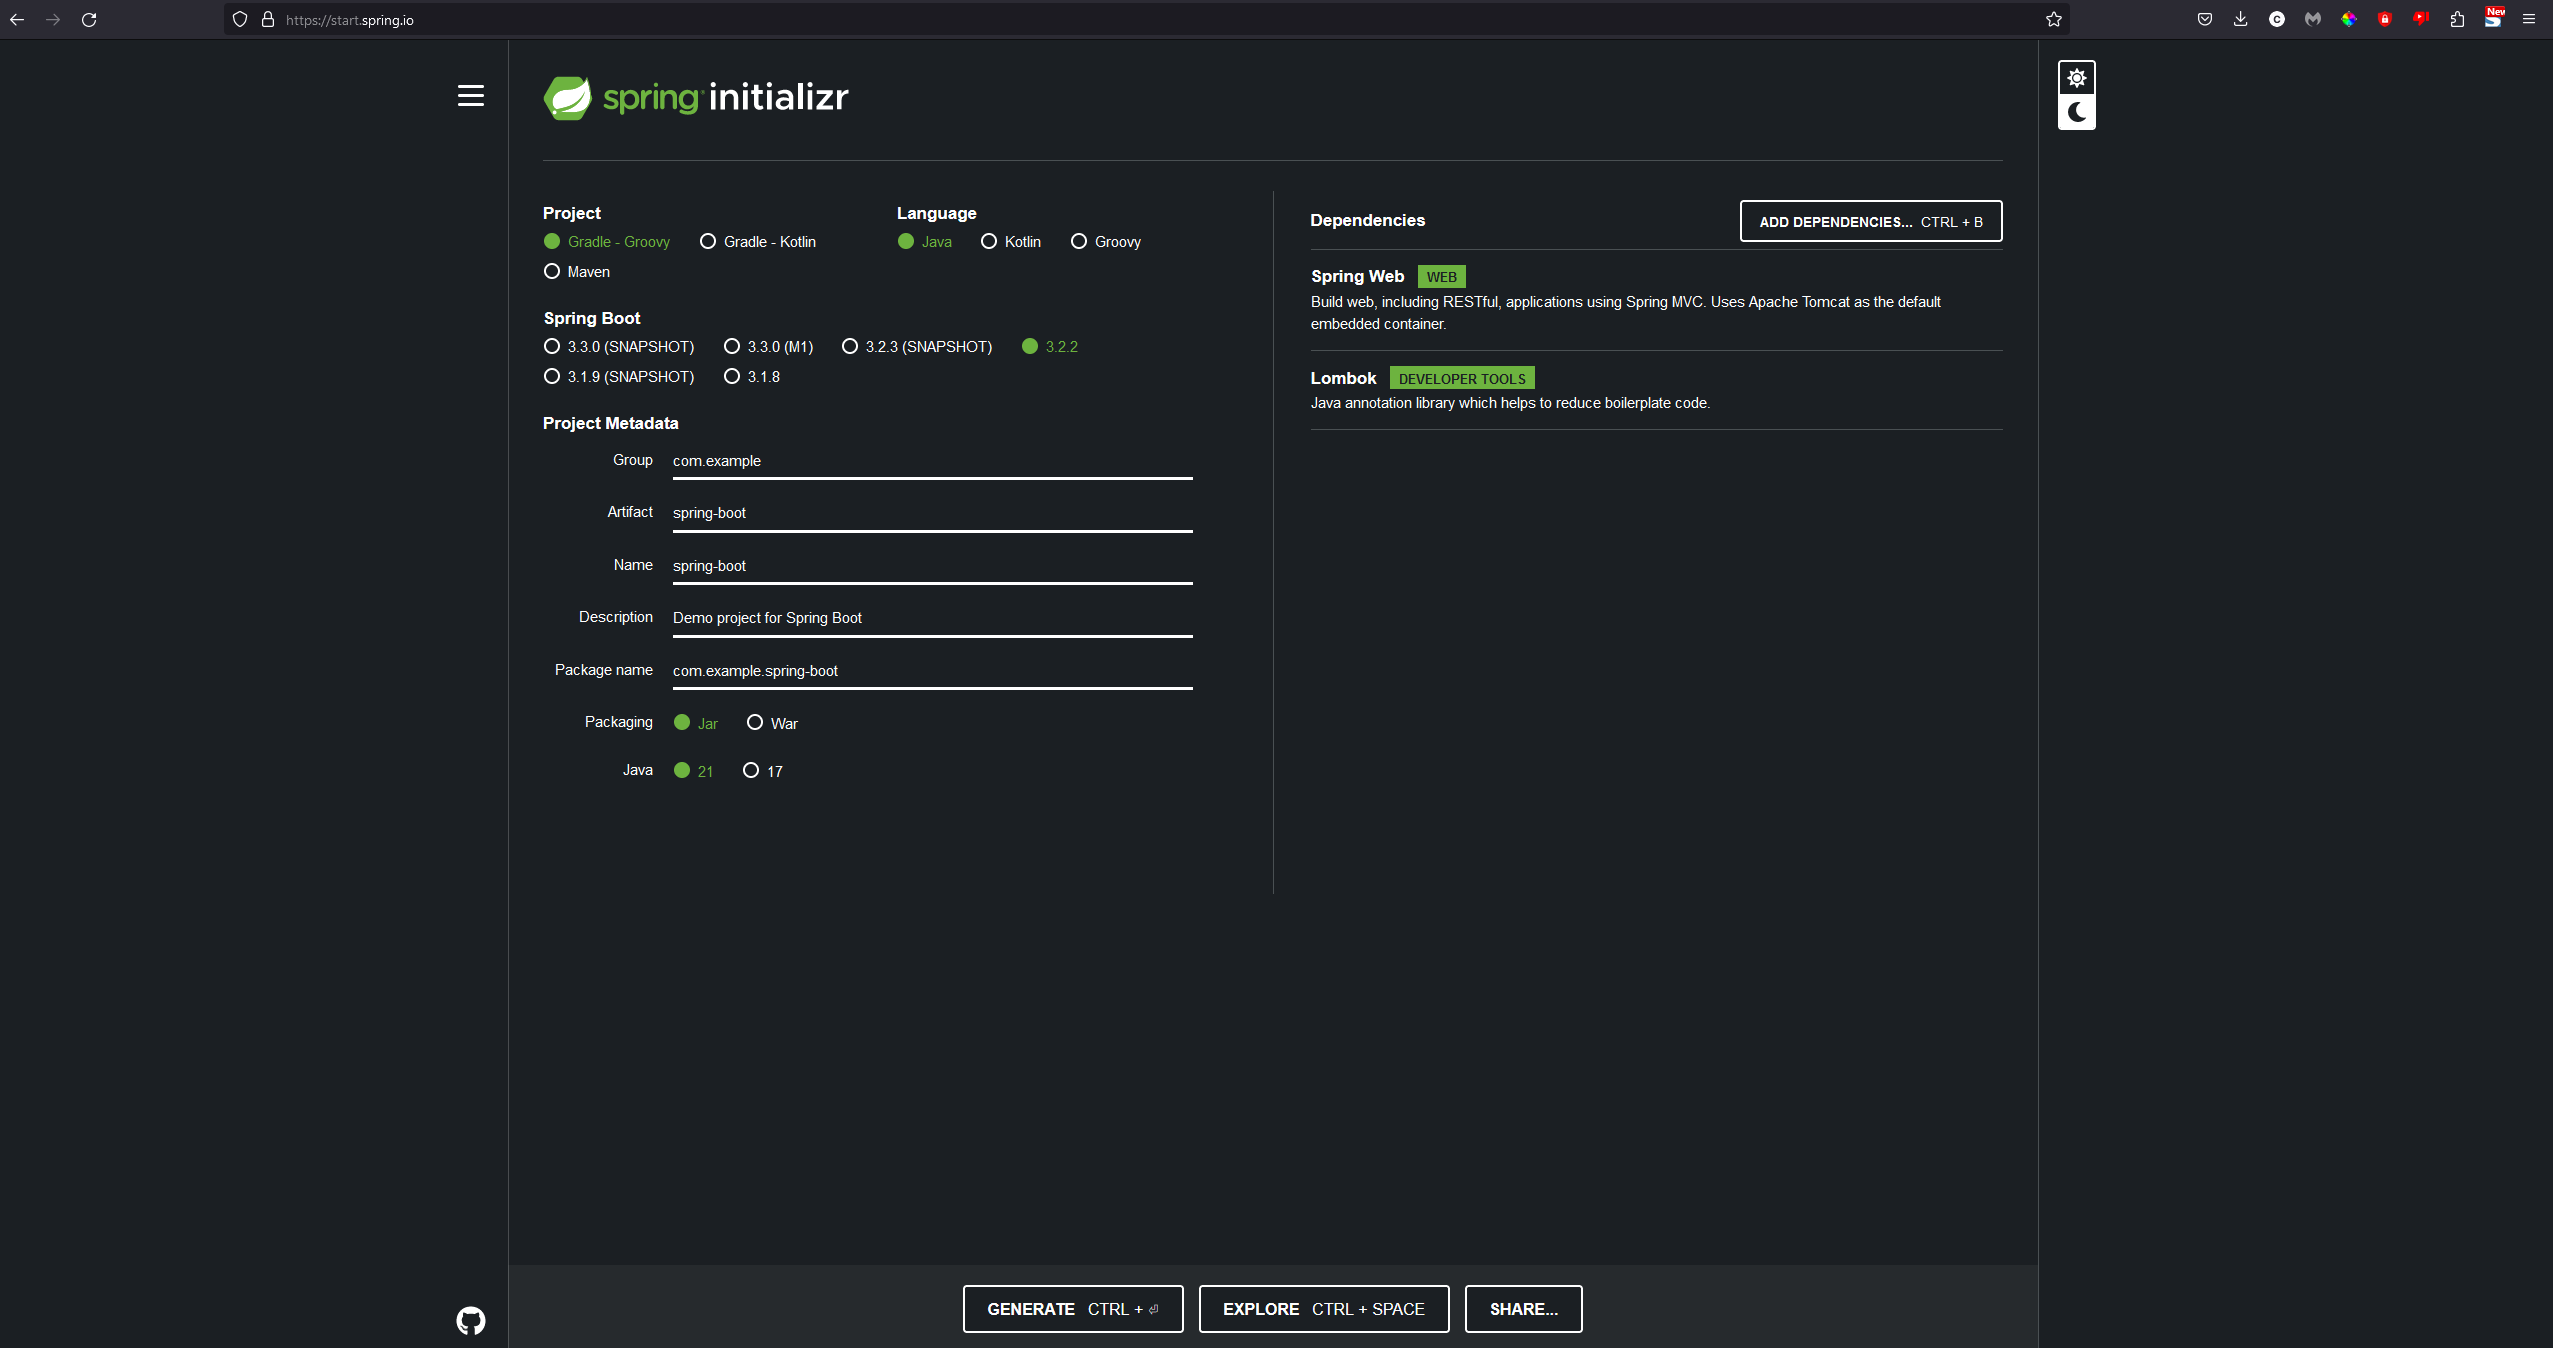 https://start.spring.io
New
spring initializr
Project
Gradle - Groovy Gradle - Kotlin
Maven
Language
Java Kotlin Groovy
Spring Boot
3.3.0 (SNAPSHOT) 3.3.0 (M1) 3.2.3 (SNAPSHOT) 3.2.2
3.1.9 (SNAPSHOT) 3.1.8
Project Metadata
Group com.example
Artifact spring-boot
Name spring-boot
Description Demo project for Spring Boot
Package name com.example.spring-boot
Packaging Jar War
Java 21 17
Dependencies ADD DEPENDENCIES... CTRL + B
Spring Web WEB
Build web, including RESTful, applications using Spring MVC. Uses Apache Tomcat as the default
embedded container.
Lombok DEVELOPER TOOLS
Java annotation library which helps to reduce boilerplate code.
GENERATE CTRL + ⏎ EXPLORE CTRL + SPACE SHARE...